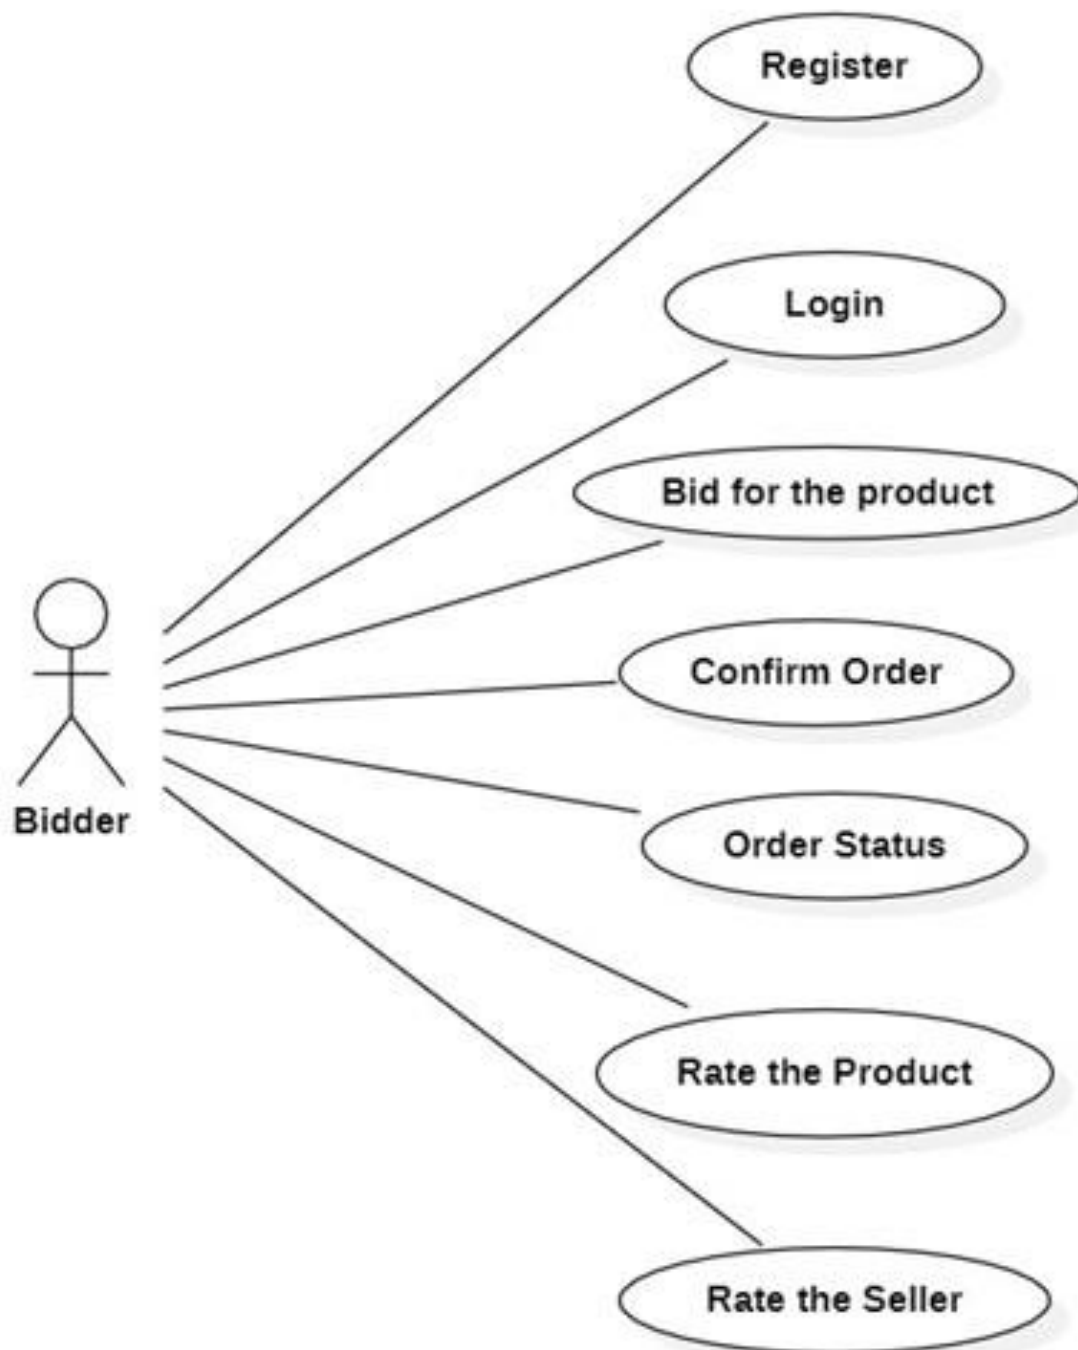 Register
Login
Bid for the product
Confirm Order
Bidder
Order Status
Rate the Product
Rate the Seller